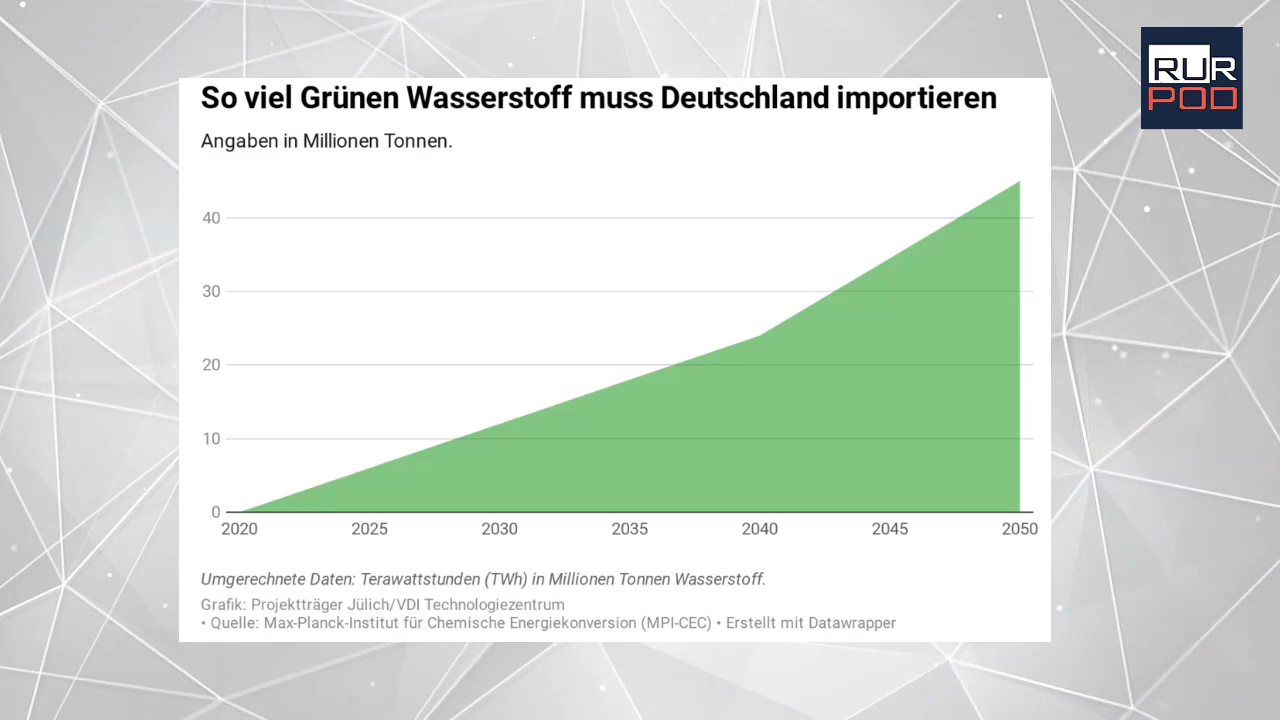 RUR
POD
So viel Grünen Wasserstoff muss Deutschland importieren
Angaben in Millionen Tonnen.
40
30
20
10
0
2020 2025 2030 2035 2040 2045 2050
Umgerechnete Daten: Terawattstunden (TWh) in Millionen Tonnen Wasserstoff.
Grafik: Projektträger Jülich/VDI Technologiezentrum
• Quelle: Max-Planck-Institut für Chemische Energiekonversion (MPI-CEC) • Erstellt mit Datawrapper